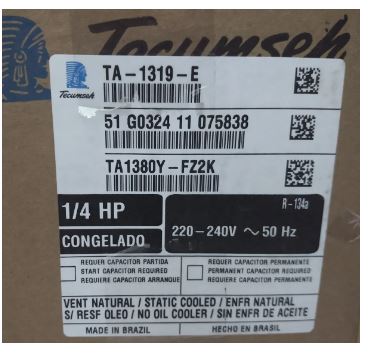 Tecumseh
TA-1319-E
Tecumseh
51 G0324 11 075838
TA1380Y-FZ2K
1/4 HP
R-134a
CONGELADO
220-240V ~ 50 Hz
REQUER CAPACITOR PARTIDA
START CAPACITOR REQUIRED
REQUIERE CAPACITOR ARRANQUE
REQUER CAPACITOR PERMANENTE
PERMANENT CAPACITOR REQUIRED
REQUIERE CAPACITOR PERMANENTE
VENT NATURAL / STATIC COOLED / ENFR NATURAL
S/ RESF OLEO / NO OIL COOLER / SIN ENFR DE ACEITE
MADE IN BRAZIL
HECHO EN BRASIL